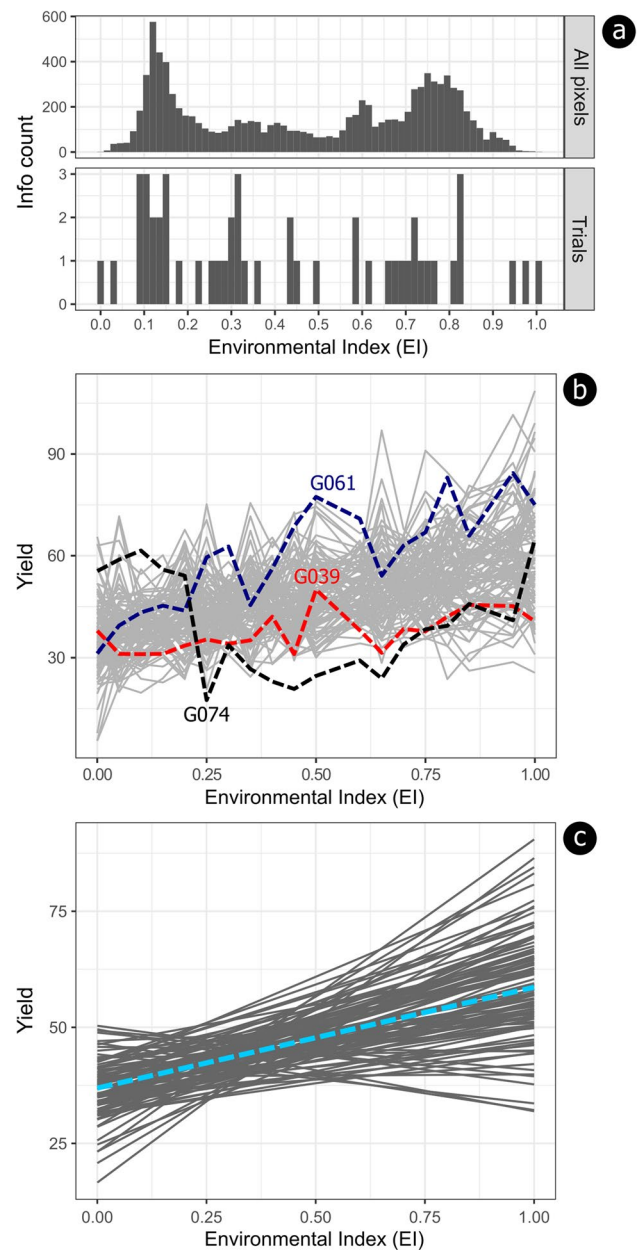 a
600
400
200
0
All pixels
Info count
3
2
1
0
Trials
0.0 0.1 0.2 0.3 0.4 0.5 0.6 0.7 0.8 0.9 1.0
Environmental Index (EI)
b
90
60
30
Yield
G061
G039
G074
0.00 0.25 0.50 0.75 1.00
Environmental Index (EI)
c
75
50
25
Yield
0.00 0.25 0.50 0.75 1.00
Environmental Index (EI)